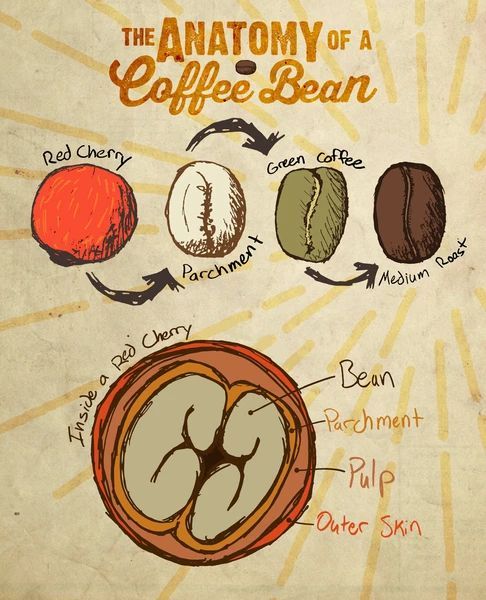 THE ANATOMY OF A
Coffee Bean
Red Cherry
Parchment
Green Coffee
Medium Roast
Inside a Red Cherry
Bean
Parchment
Pulp
Outer Skin